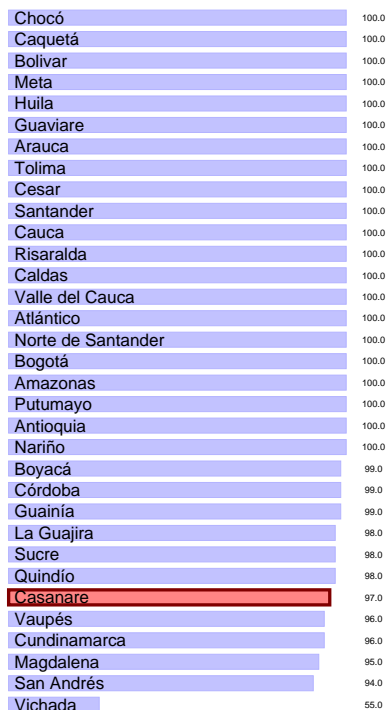 Chocó 100.0
Caquetá 100.0
Bolivar 100.0
Meta 100.0
Huila 100.0
Guaviare 100.0
Arauca 100.0
Tolima 100.0
Cesar 100.0
Santander 100.0
Cauca 100.0
Risaralda 100.0
Caldas 100.0
Valle del Cauca 100.0
Atlántico 100.0
Norte de Santander 100.0
Bogotá 100.0
Amazonas 100.0
Putumayo 100.0
Antioquia 100.0
Nariño 100.0
Boyacá 99.0
Córdoba 99.0
Guainía 99.0
La Guajira 98.0
Sucre 98.0
Quindío 98.0
Casanare 97.0
Vaupés 96.0
Cundinamarca 96.0
Magdalena 95.0
San Andrés 94.0
Vichada 55.0